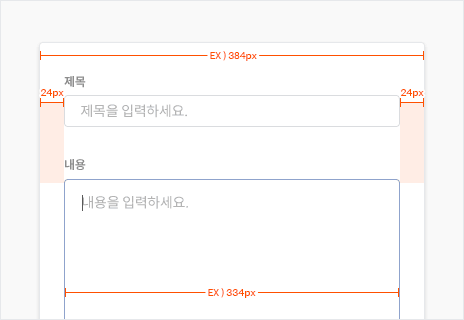 EX ) 384px
제목
24px
24px
제목을 입력하세요.
내용
내용을 입력하세요.
EX ) 334px